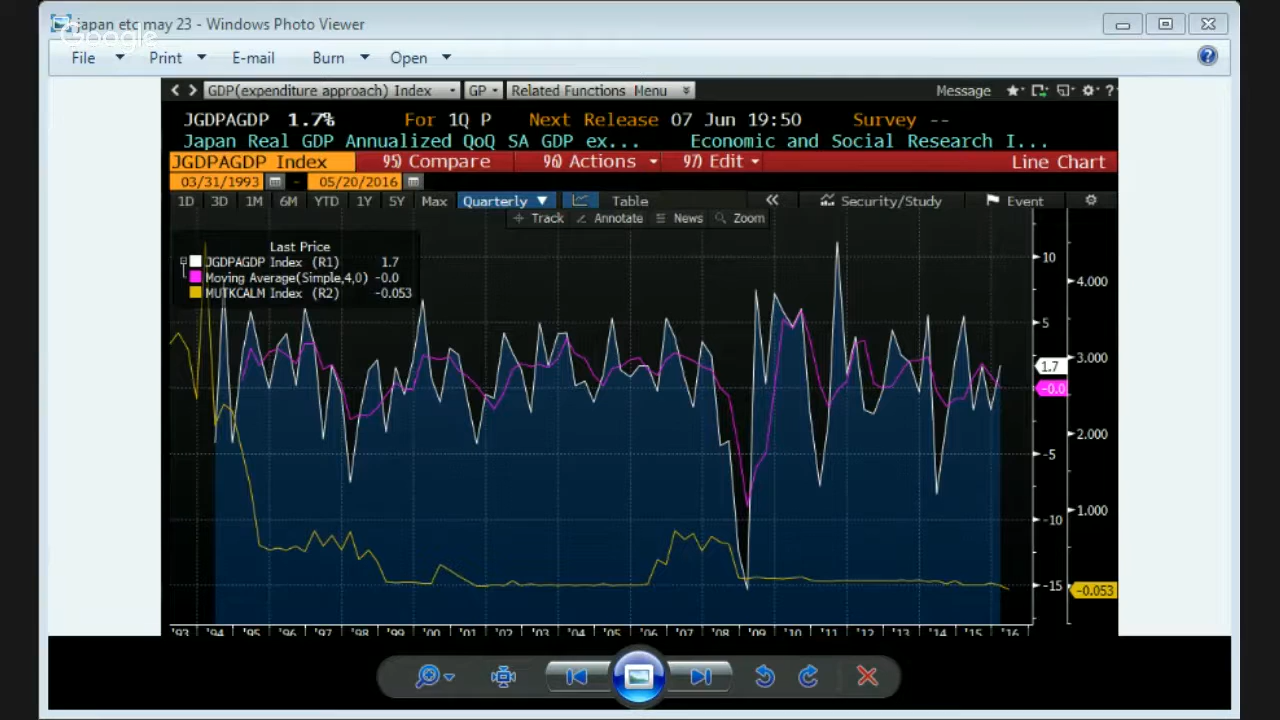 japan etc may 23 - Windows Photo Viewer
Google
File Print E-mail Burn Open
GDP(expenditure approach) Index GP Related Functions Menu Message
JGDPAGDP 1.7% For 1Q P Next Release 07 Jun 19:50 Survey --
Japan Real GDP Annualized QoQ SA GDP ex... Economic and Social Research I...
JGDPAGDP Index 95) Compare 96) Actions 97) Edit Line Chart
03/31/1993 - 05/20/2016
1D 3D 1M 6M YTD 1Y 5Y Max Quarterly Table Security/Study Event
Track Annotate News Zoom
Last Price
JGDPAGDP Index (R1) 1.7
Moving Average(Simple,4,0) -0.0
MUTKCALM Index (R2) -0.053
10
4.000
5
3.000
1.7
-0.0
2.000
-5
1.000
-10
-15
-0.053
'93 '94 '95 '96 '97 '98 '99 '00 '01 '02 '03 '04 '05 '06 '07 '08 '09 '10 '11 '12 '13 '14 '15 '16